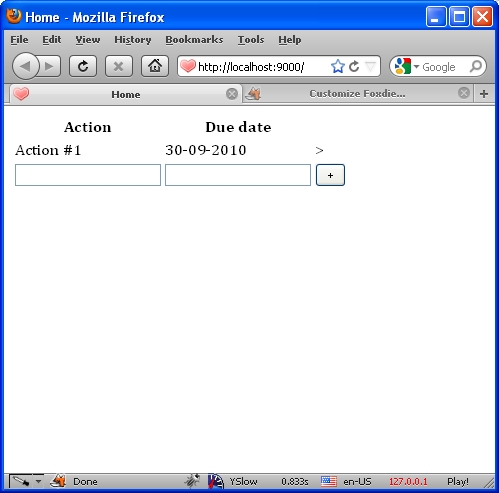 Home - Mozilla Firefox
File Edit View History Bookmarks Tools Help
http://localhost:9000/ Google
Home Customize Foxdie... +
Action Due date
Action #1 30-09-2010 >
+
Done YSlow 0.833s en-US 127.0.0.1 Play!